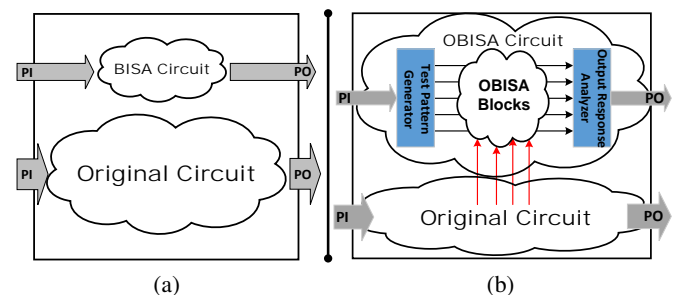 PI
BISA Circuit
PO
PI
Original Circuit
PO
(a)
OBISA Circuit
PI
Test Pattern
Generator
OBISA
Blocks
Output Response
Analyzer
PO
PI
Original Circuit
PO
(b)